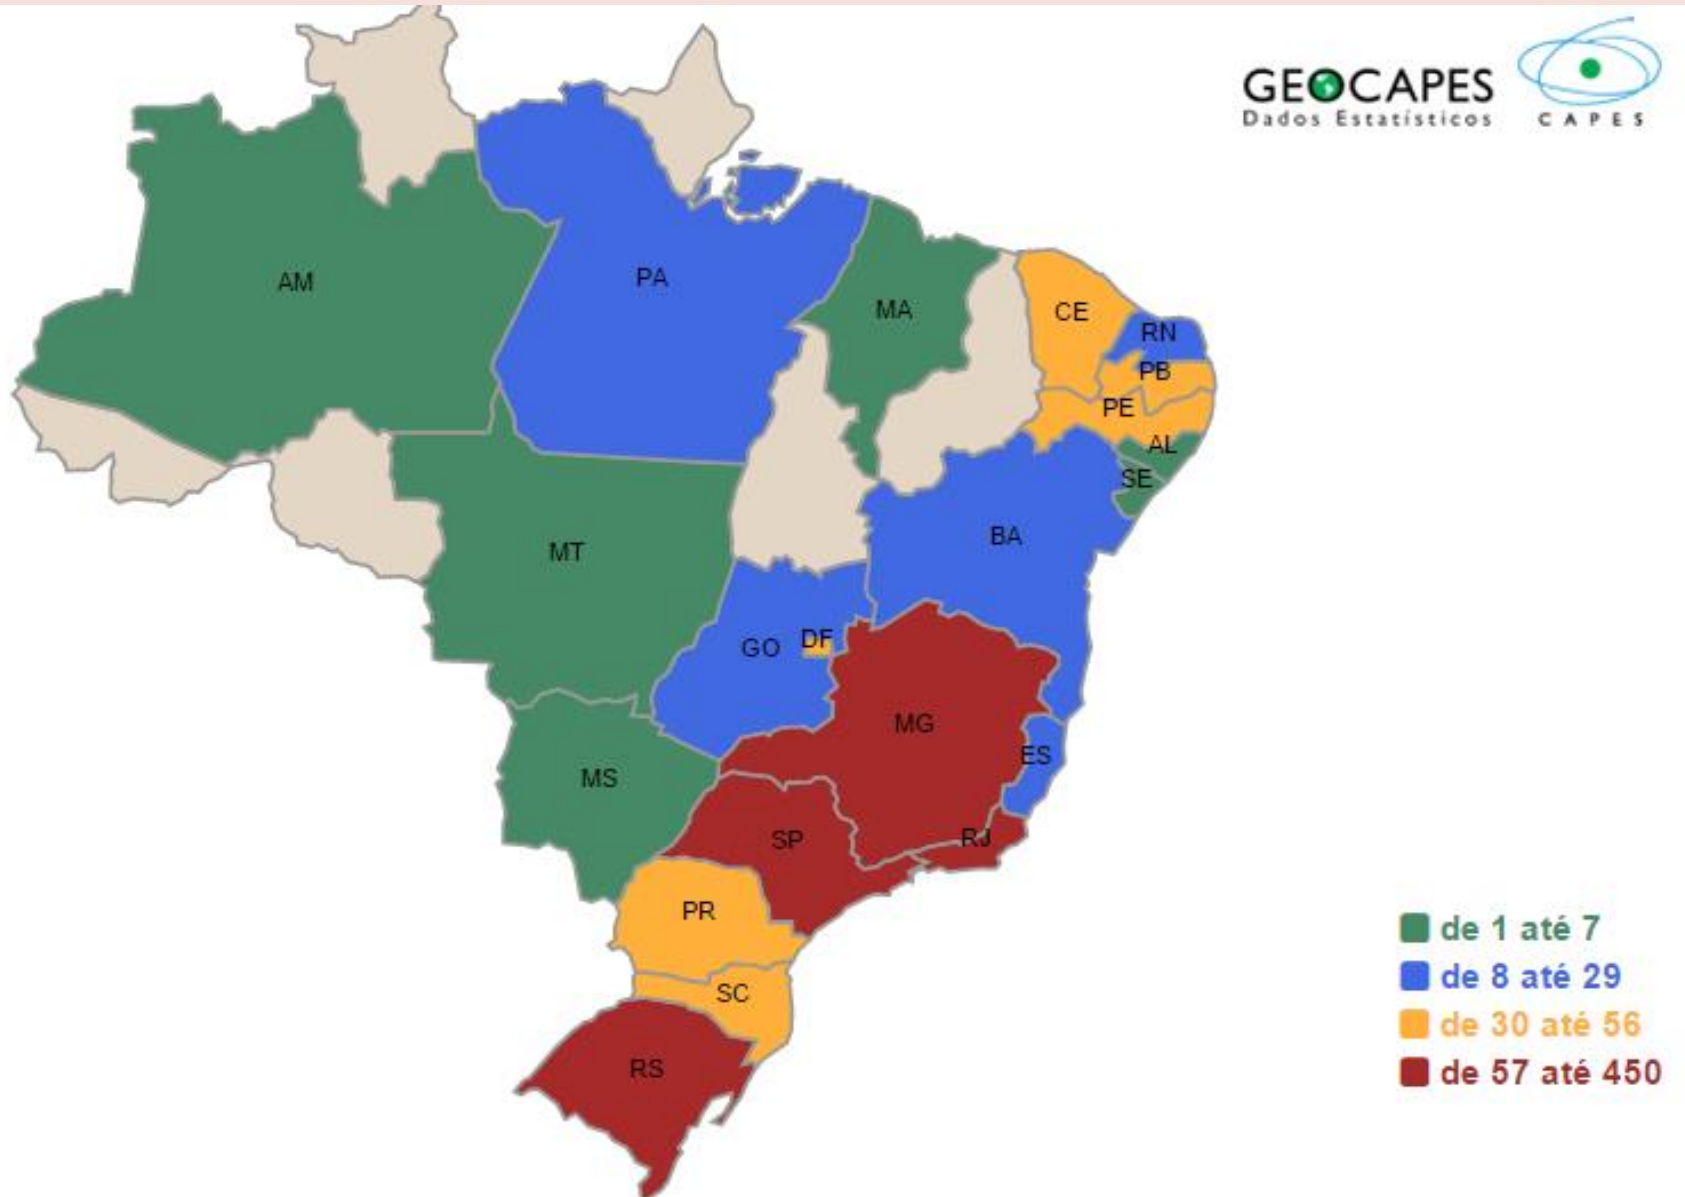 GEOCAPES
Dados Estatísticos
CAPES
AM
PA
MA
CE
RN
PB
PE
AL
SE
MT
BA
GO
DF
MG
ES
MS
SP
RJ
PR
SC
RS
de 1 até 7
de 8 até 29
de 30 até 56
de 57 até 450